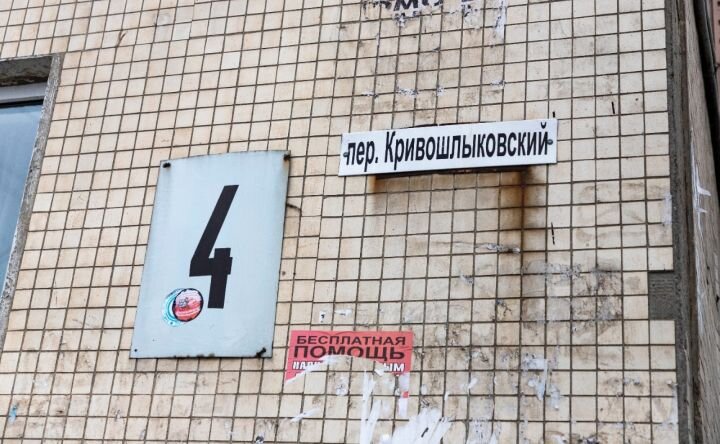 пер. Кривошлыковский
4
БЕСПЛАТНАЯ
ПОМОЩЬ